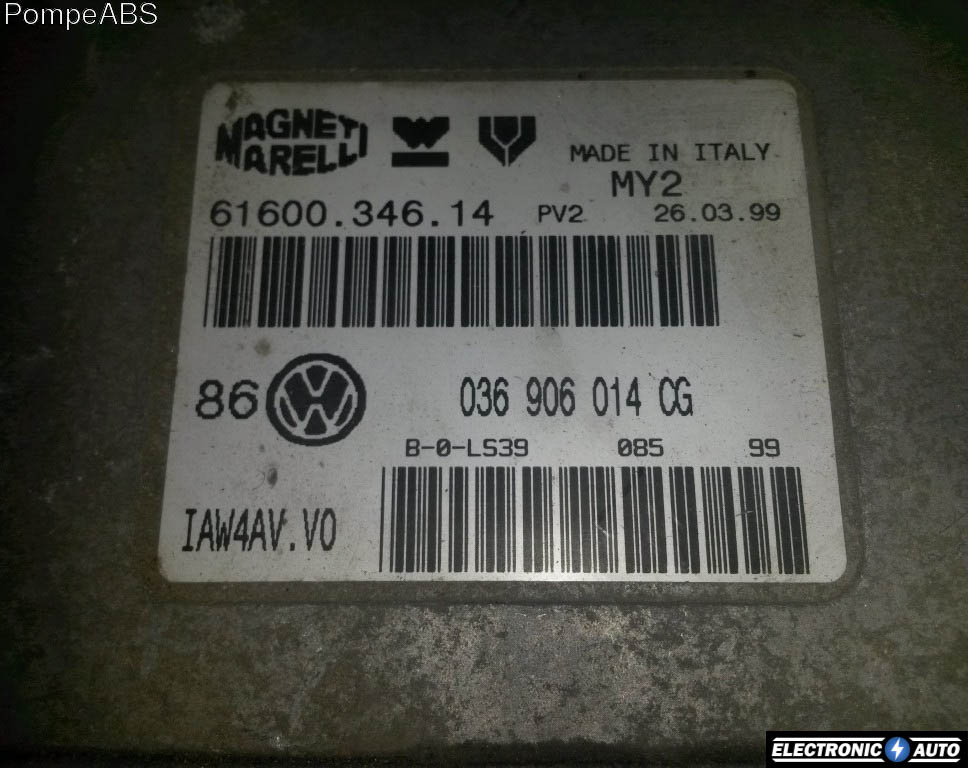 PompeABS
MAGNETI
MARELLI
MADE IN ITALY
MY2
61600.346.14 PV2 26.03.99
86 036 906 014 CG
B-0-LS39 085 99
IAW4AV.V0
ELECTRONIC AUTO